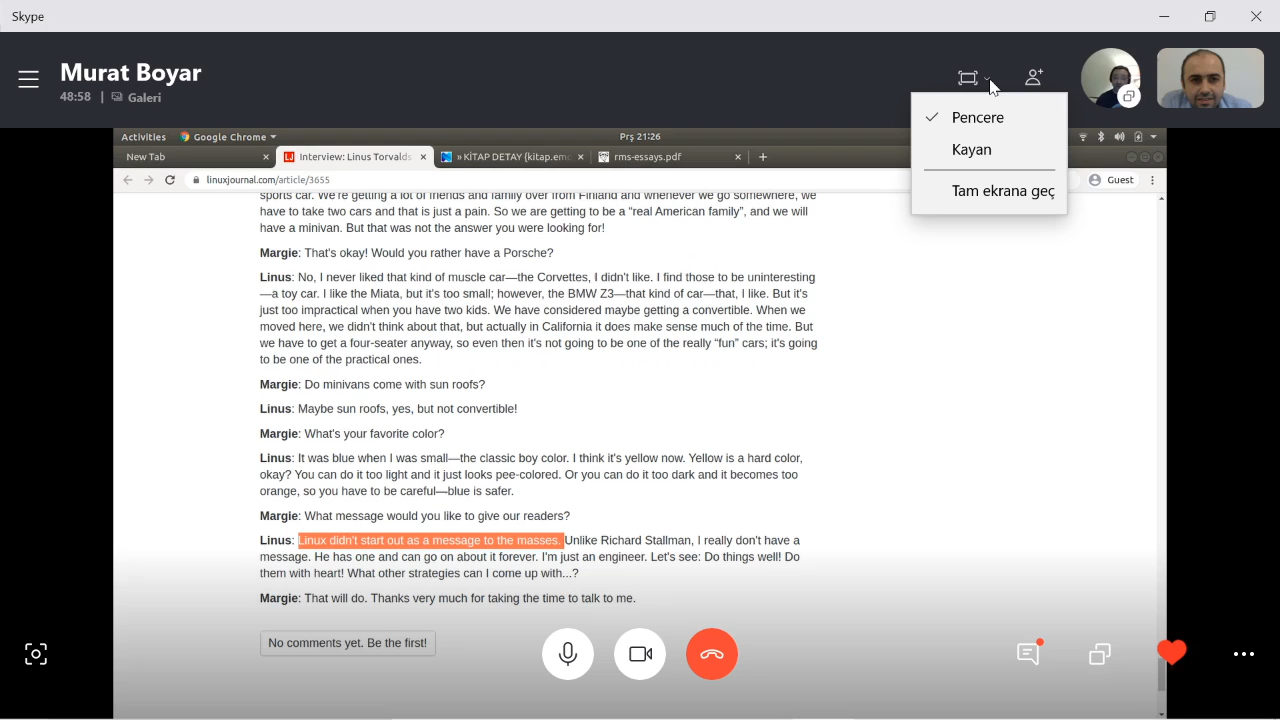 Skype
Murat Boyar
48:58 | Galeri
Pencere
Kayan
Tam ekrana geç
Activities Google Chrome Prş 21:26
New Tab Interview: Linus Torvalds » KİTAP DETAY (kitap.em rms-essays.pdf
linuxjournal.com/article/3655 Guest
sports car. We're getting a lot of friends and family over from Finland and whenever we go somewhere, we
have to take two cars and that is just a pain. So we are getting to be a “real American family”, and we will
have a minivan. But that was not the answer you were looking for!
Margie: That's okay! Would you rather have a Porsche?
Linus: No, I never liked that kind of muscle car—the Corvettes, I didn't like. I find those to be uninteresting
—a toy car. I like the Miata, but it's too small; however, the BMW Z3—that kind of car—that, I like. But it's
just too impractical when you have two kids. We have considered maybe getting a convertible. When we
moved here, we didn't think about that, but actually in California it does make sense much of the time. But
we have to get a four-seater anyway, so even then it's not going to be one of the really “fun” cars; it's going
to be one of the practical ones.
Margie: Do minivans come with sun roofs?
Linus: Maybe sun roofs, yes, but not convertible!
Margie: What's your favorite color?
Linus: It was blue when I was small—the classic boy color. I think it's yellow now. Yellow is a hard color,
okay? You can do it too light and it just looks pee-colored. Or you can do it too dark and it becomes too
orange, so you have to be careful—blue is safer.
Margie: What message would you like to give our readers?
Linus: Linux didn't start out as a message to the masses. Unlike Richard Stallman, I really don't have a
message. He has one and can go on about it forever. I'm just an engineer. Let's see: Do things well! Do
them with heart! What other strategies can I come up with...?
Margie: That will do. Thanks very much for taking the time to talk to me.
No comments yet. Be the first!